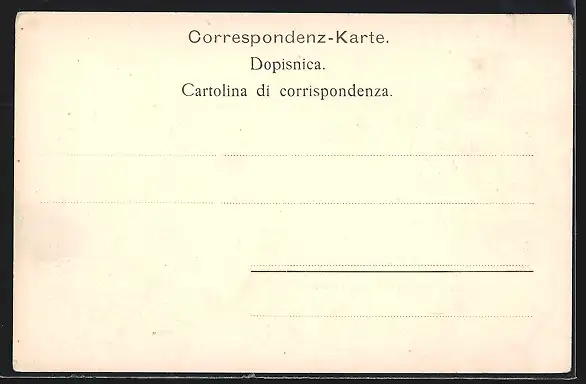 Correspondenz-Karte.
Dopisnica.
Cartolina di corrispondenza.